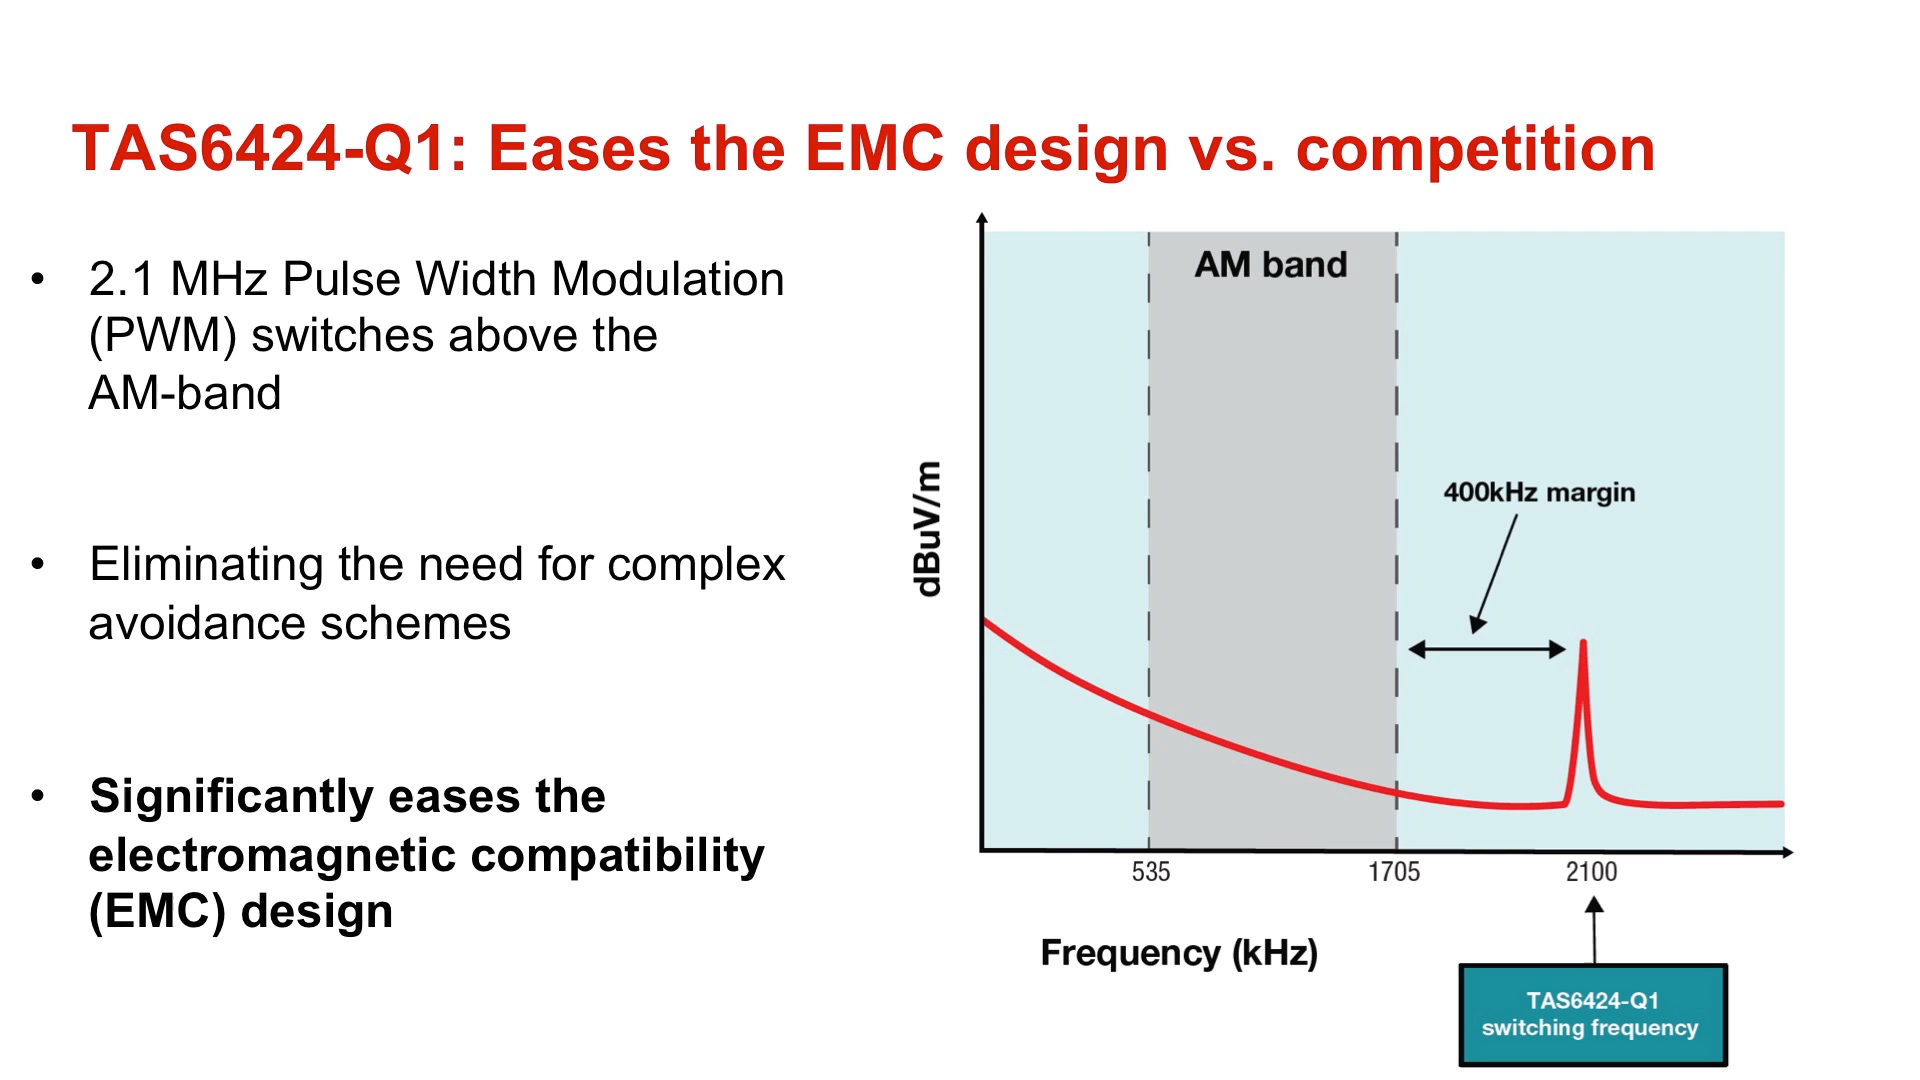 TAS6424-Q1: Eases the EMC design vs. competition
• 2.1 MHz Pulse Width Modulation
(PWM) switches above the
AM-band
• Eliminating the need for complex
avoidance schemes
• Significantly eases the
electromagnetic compatibility
(EMC) design
AM band
400kHz margin
dBuV/m
535
1705
2100
Frequency (kHz)
TAS6424-Q1
switching frequency